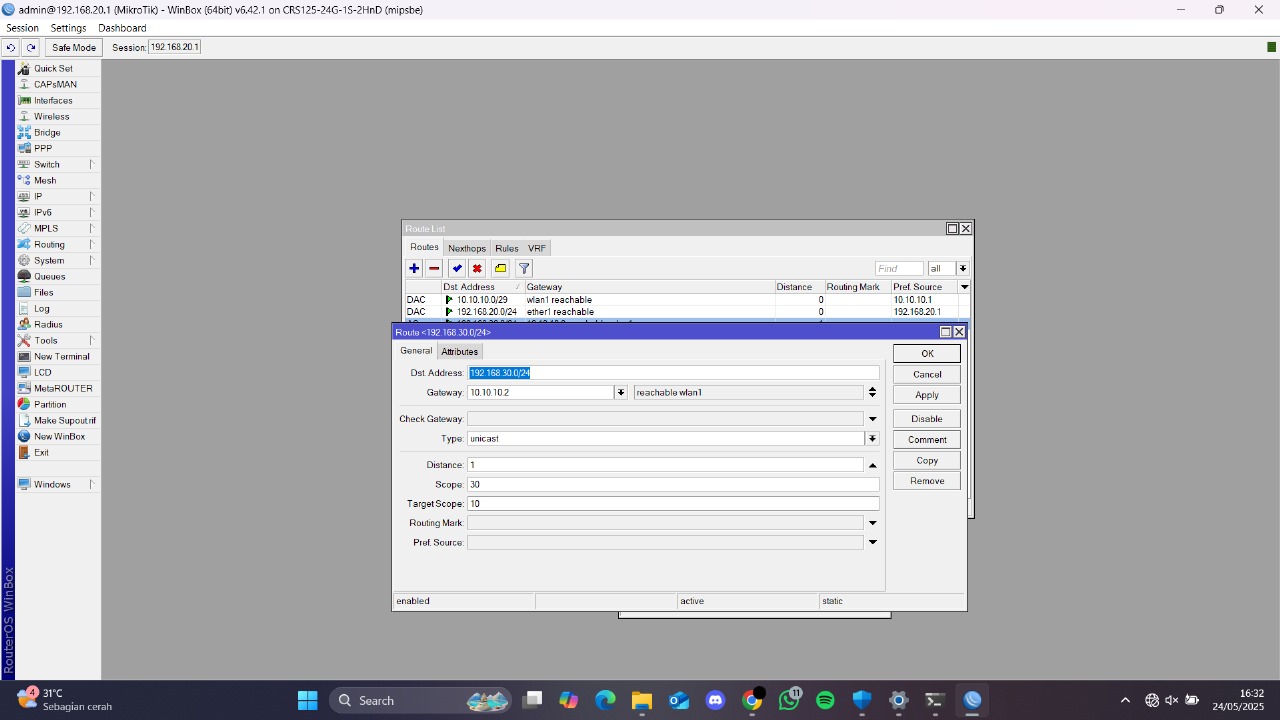 admin@192.168.20.1 (MikroTik) - WinBox (64bit) v6.42.1 on CRS125-24G-1S-2HnD (mipsbe)
Session Settings Dashboard
Safe Mode Session: 192.168.20.1
Quick Set
CAPsMAN
Interfaces
Wireless
Bridge
PPP
Switch
Mesh
IP
IPv6
MPLS
Routing
System
Queues
Files
Log
Radius
Tools
New Terminal
LCD
MetaROUTER
Partition
Make Supout.rif
New WinBox
Exit
Windows
RouterOS WinBox
Route List
Routes Nexthops Rules VRF
Find all
Dst. Address Gateway Distance Routing Mark Pref. Source
DAC 10.10.10.0/29 wlan1 reachable 0 10.10.10.1
DAC 192.168.20.0/24 ether1 reachable 0 192.168.20.1
Route <192.168.30.0/24>
General Attributes
Dst. Address: 192.168.30.0/24
Gateway: 10.10.10.2 reachable wlan1
Check Gateway:
Type: unicast
Distance: 1
Scope: 30
Target Scope: 10
Routing Mark:
Pref. Source:
OK
Cancel
Apply
Disable
Comment
Copy
Remove
enabled active static
4 31°C
Sebagian cerah
Search
11
16:32
24/05/2025